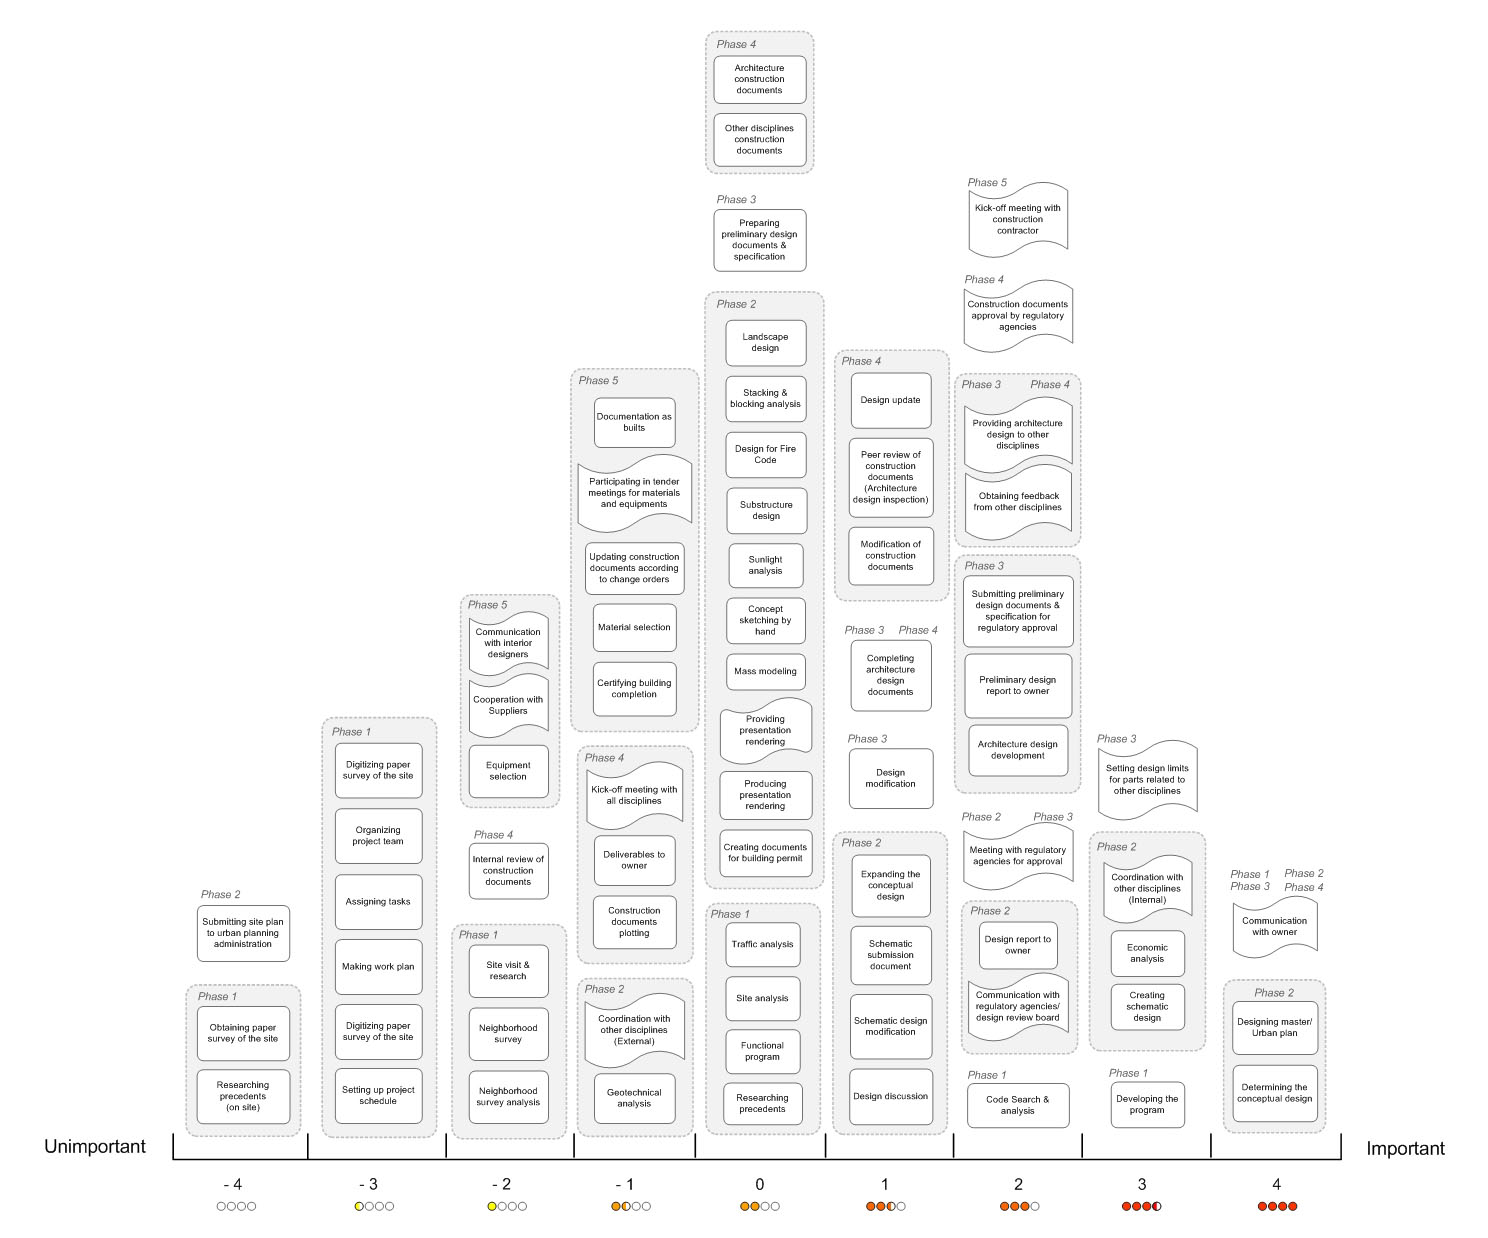 Phase 4
Architecture
construction
documents
Other disciplines
construction
documents
Phase 3
Preparing
preliminary design
documents &
specification
Phase 2
Landscape
design
Stacking &
blocking analysis
Design for Fire
Code
Substructure
design
Sunlight
analysis
Concept
sketching by
hand
Mass modeling
Providing
presentation
rendering
Producing
presentation
rendering
Creating documents
for building permit
Phase 1
Traffic analysis
Site analysis
Functional
program
Researching
precedents
Phase 2
Submitting site plan
to urban planning
administration
Phase 1
Obtaining paper
survey of the site
Researching
precedents
(on site)
Phase 1
Digitizing paper
survey of the site
Organizing
project team
Assigning tasks
Making work plan
Digitizing paper
survey of the site
Setting up project
schedule
Phase 5
Communication
with interior
designers
Cooperation with
Suppliers
Equipment
selection
Phase 4
Internal review of
construction
documents
Phase 1
Site visit &
research
Neighborhood
survey
Neighborhood
survey analysis
Phase 5
Documentation as
builts
Participating in tender
meetings for materials
and equipments
Updating construction
documents according
to change orders
Material selection
Certifying building
completion
Phase 4
Kick-off meeting with
all disciplines
Deliverables to
owner
Construction
documents
plotting
Phase 2
Coordination with
other disciplines
(External)
Geotechnical
analysis
Phase 4
Design update
Peer review of
construction
documents
(Architecture
design inspection)
Modification of
construction
documents
Phase 3 Phase 4
Completing
architecture
design
documents
Phase 3
Design
modification
Phase 2
Expanding the
conceptual
design
Schematic
submission
document
Schematic design
modification
Design discussion
Phase 5
Kick-off meeting with
construction
contractor
Phase 4
Construction documents
approval by regulatory
agencies
Phase 3 Phase 4
Providing architecture
design to other
disciplines
Obtaining feedback
from other disciplines
Phase 3
Submitting preliminary
design documents &
specification for
regulatory approval
Preliminary design
report to owner
Architecture design
development
Phase 2 Phase 3
Meeting with regulatory
agencies for approval
Phase 2
Design report to
owner
Communication with
regulatory agencies/
design review board
Phase 1
Code Search &
analysis
Phase 3
Setting design limits
for parts related to
other disciplines
Phase 2
Coordination with
other disciplines
(Internal)
Economic
analysis
Creating
schematic
design
Phase 1
Developing the
program
Phase 1 Phase 2
Phase 3 Phase 4
Communication
with owner
Phase 2
Designing master/
Urban plan
Determining the
conceptual design
Unimportant
Important
- 4 - 3 - 2 - 1 0 1 2 3 4